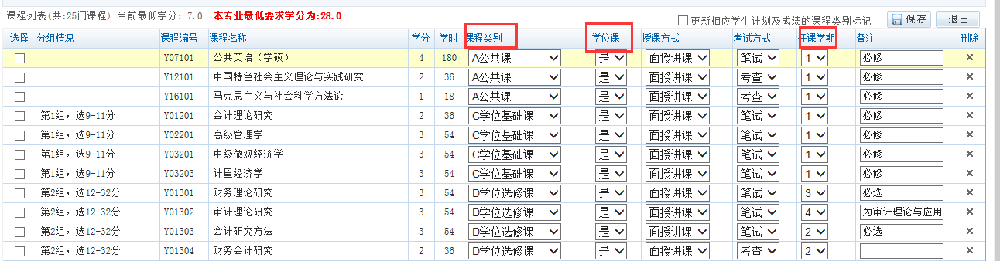 课程列表(共:25门课程) 当前最低学分: 7.0 本专业最低要求学分为:28.0 更新相应学生计划及成绩的课程类别标记 保存 退出
选择 分组情况 课程编号 课程名称 学分 学时 课程类别 学位课 授课方式 考试方式 开课学期 备注 删除
Y07101 公共英语（学硕） 4 180 A公共课 是 面授讲课 笔试 1 必修
Y12101 中国特色社会主义理论与实践研究 2 36 A公共课 是 面授讲课 考查 1 必修
Y16101 马克思主义与社会科学方法论 1 18 A公共课 是 面授讲课 考查 1 必修
第1组，选9-11分 Y01201 会计理论研究 2 36 C学位基础课 是 面授讲课 笔试 1 必修
第1组，选9-11分 Y02201 高级管理学 3 54 C学位基础课 是 面授讲课 笔试 1 必修
第1组，选9-11分 Y03201 中级微观经济学 3 54 C学位基础课 是 面授讲课 笔试 1 必修
第1组，选9-11分 Y03203 计量经济学 3 54 C学位基础课 是 面授讲课 笔试 1 必修
第2组，选12-32分 Y01301 财务理论研究 3 54 D学位选修课 是 面授讲课 笔试 3 必选
第2组，选12-32分 Y01302 审计理论研究 3 54 D学位选修课 是 面授讲课 笔试 4 为审计理论与应用
第2组，选12-32分 Y01303 会计研究方法 3 54 D学位选修课 是 面授讲课 笔试 2 必选
第2组，选12-32分 Y01304 财务会计研究 2 36 D学位选修课 是 面授讲课 考查 2